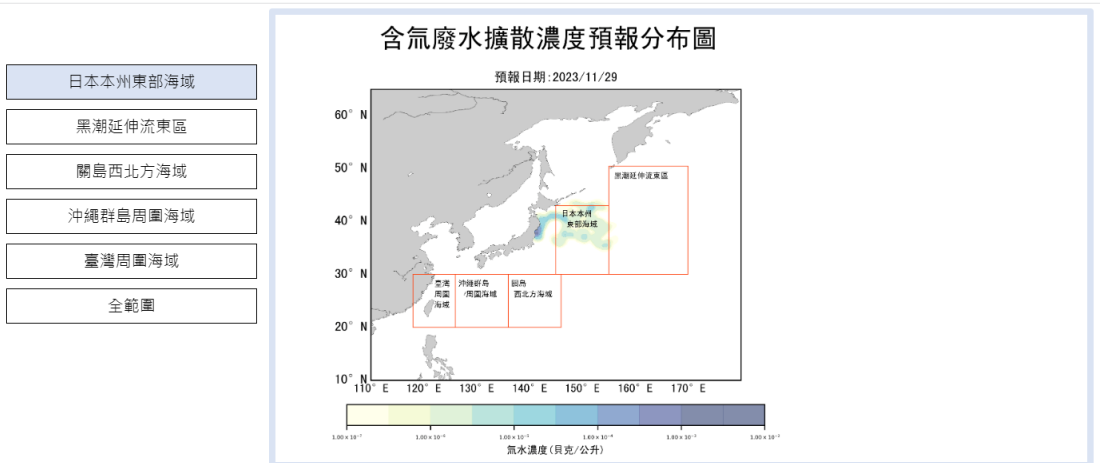 含氚廢水擴散濃度預報分布圖
預報日期:2023/11/29
日本本州東部海域
黑潮延伸流東區
關島西北方海域
沖繩群島周圍海域
臺灣周圍海域
全範圍
60° N
50° N
40° N
30° N
20° N
10° N
黑潮延伸流東區
日本本州
東部海域
臺灣
周圍
海域
沖繩群島
周圍海域
關島
西北方海域
110° E 120° E 130° E 140° E 150° E 160° E 170° E
氚水濃度(貝克/公升)